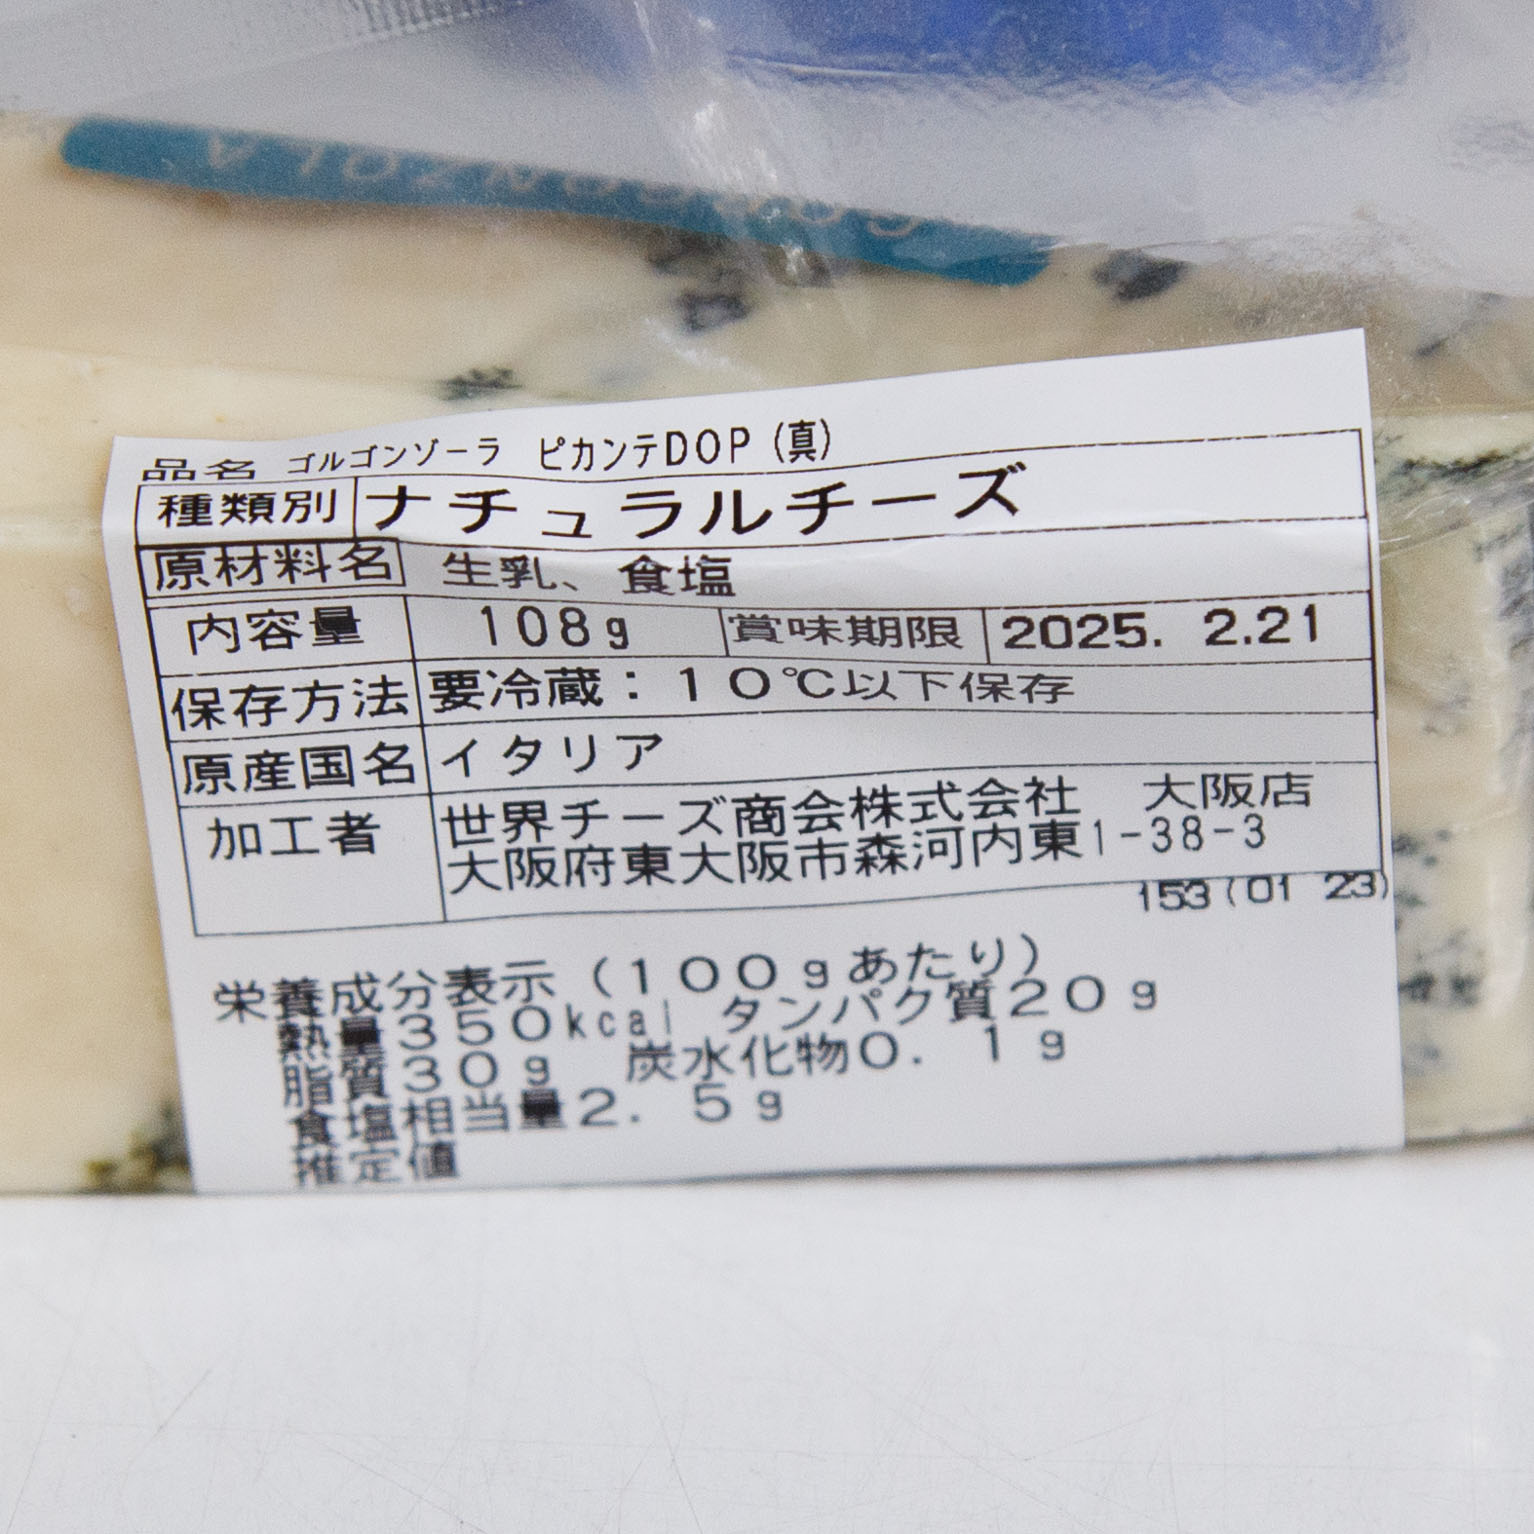 GORGONZOLA
品名 ゴルゴンゾーラ ピカンテDOP(真)
種類別 ナチュラルチーズ
原材料名 生乳、食塩
内容量 108g 賞味期限 2025. 2.21
保存方法 要冷蔵：10℃以下保存
原産国名 イタリア
加工者 世界チーズ商会株式会社 大阪店
大阪府東大阪市森河内東1-38-3
153(01 23)
栄養成分表示(100gあたり)
熱量350kcal タンパク質20g
脂質30g 炭水化物0.1g
食塩相当量2.5g
推定値